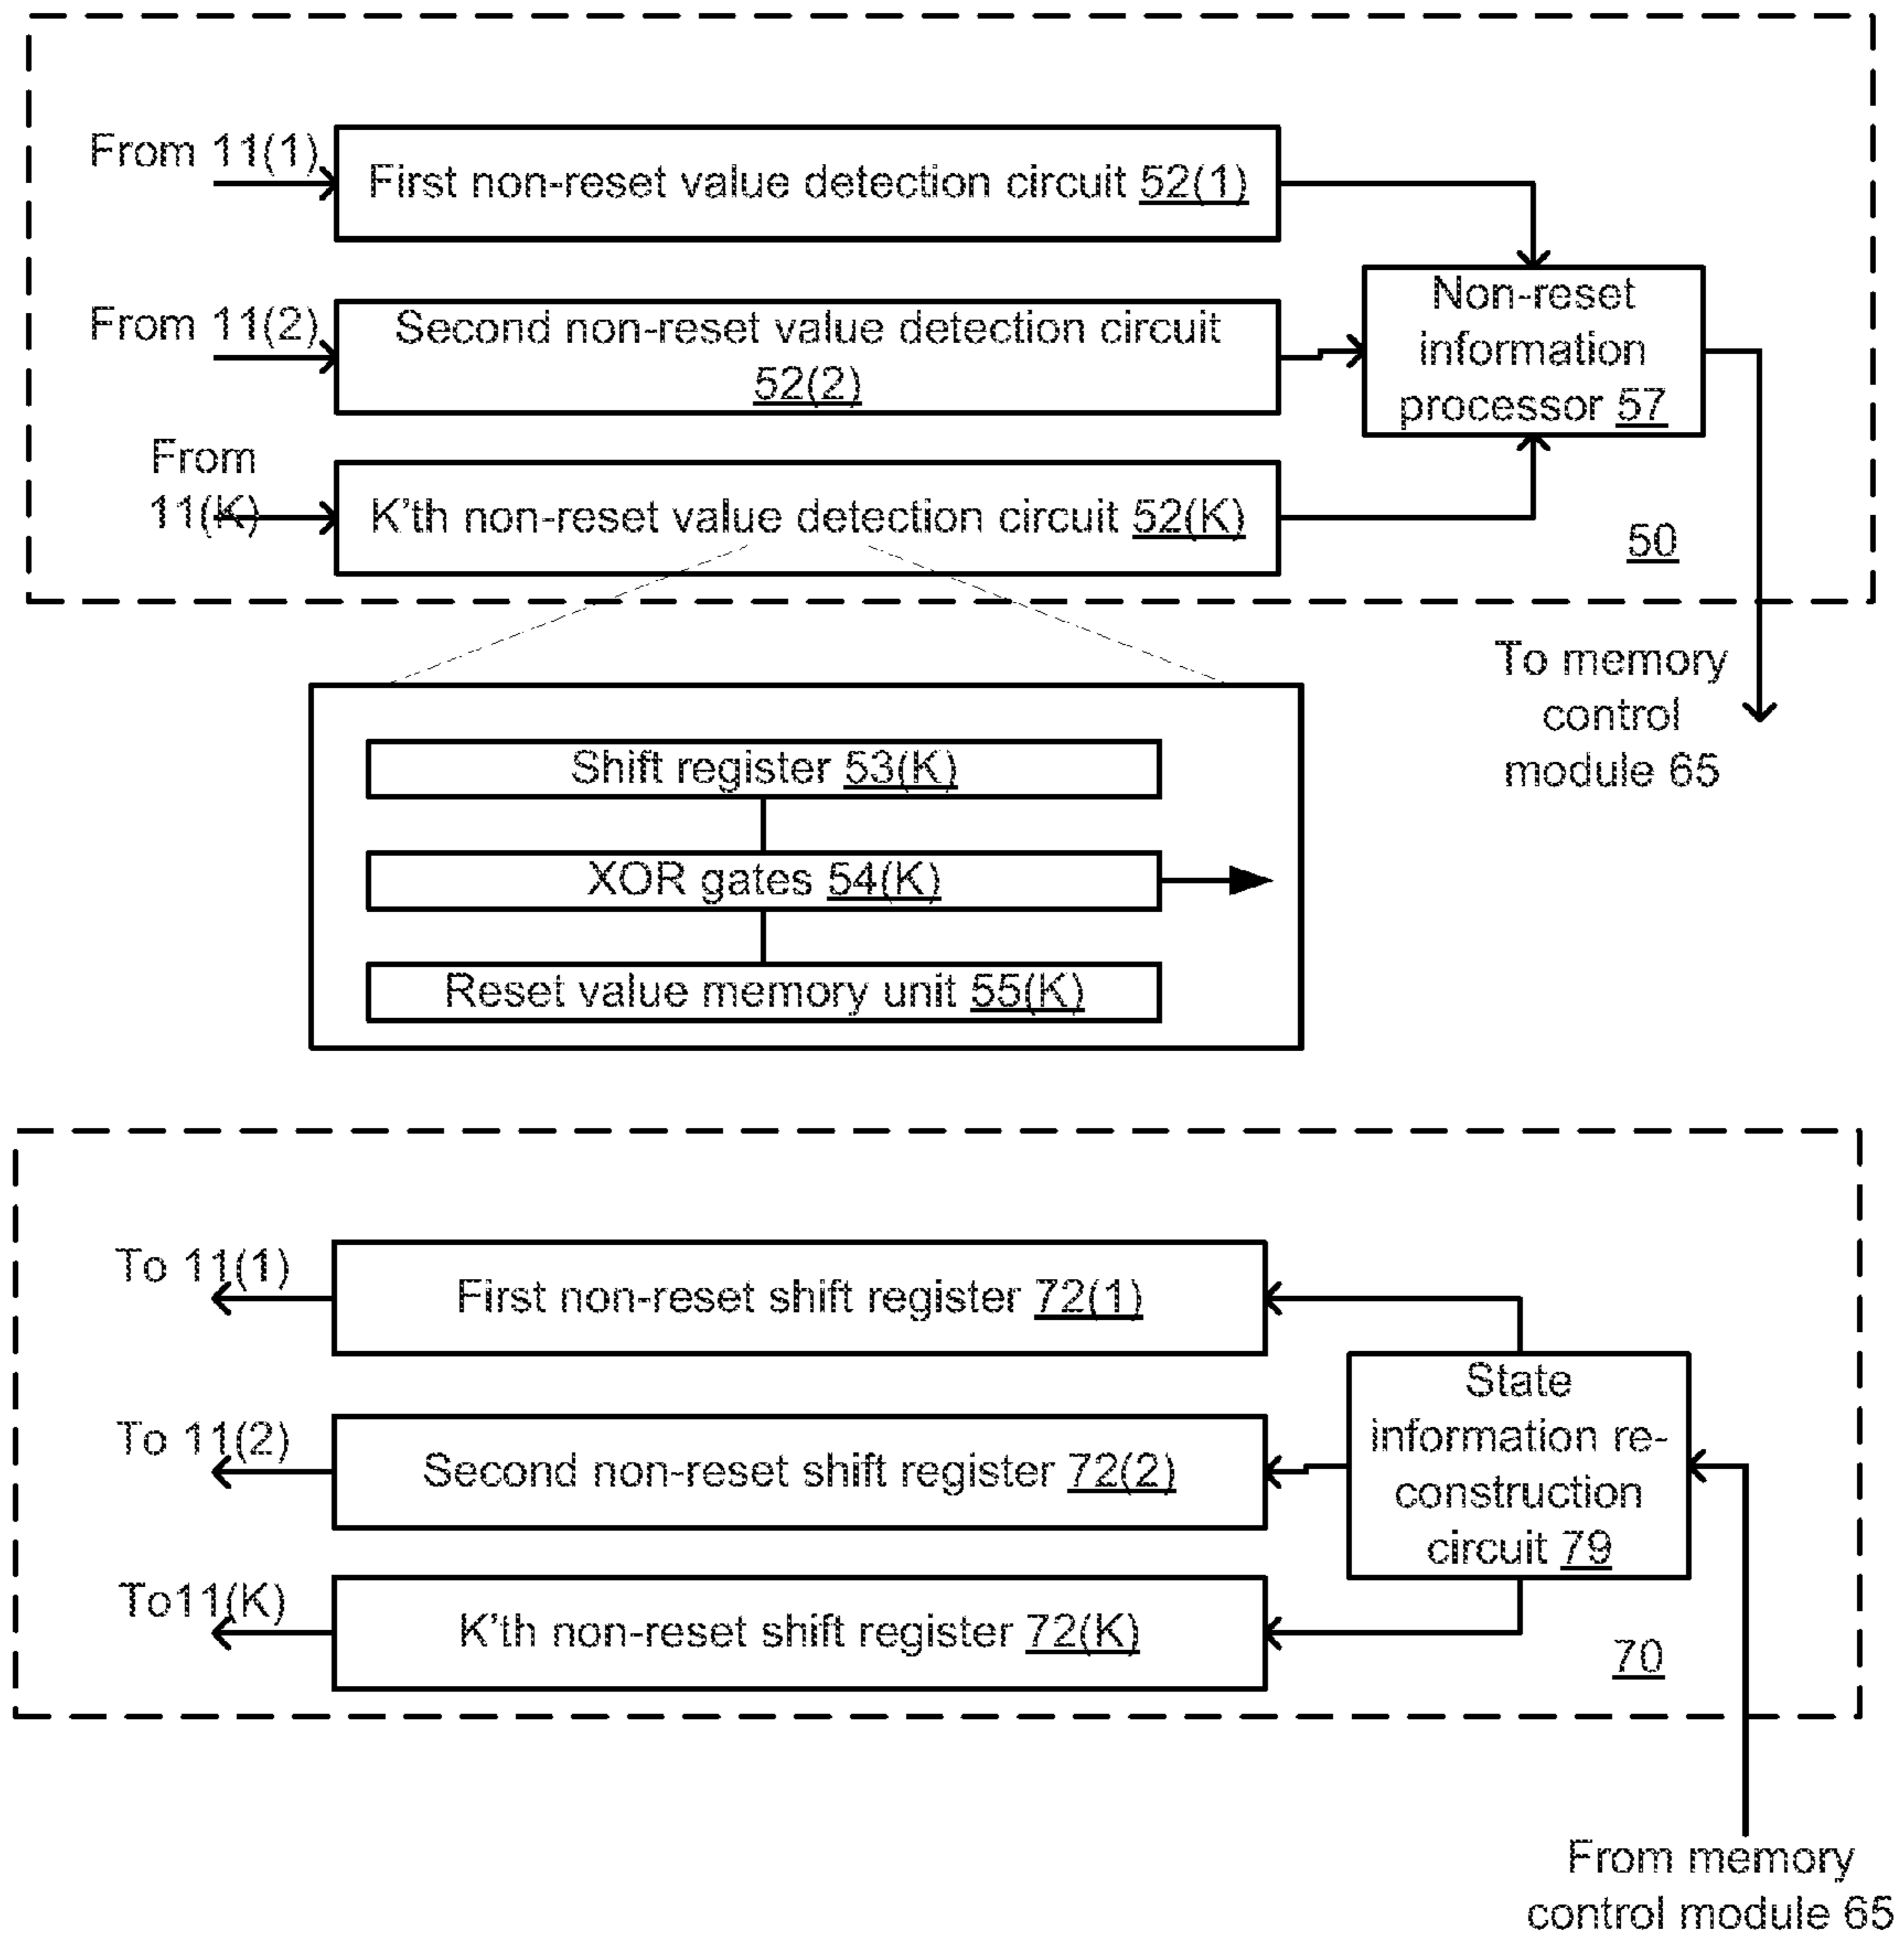 From 11(1)
First non-reset value detection circuit 52(1)
From 11(2)
Second non-reset value detection circuit
52(2)
Non-reset
information
processor 57
From
11(K)
K'th non-reset value detection circuit 52(K)
50
To memory
control
module 65
Shift register 53(K)
XOR gates 54(K)
Reset value memory unit 55(K)
To 11(1)
First non-reset shift register 72(1)
To 11(2)
Second non-reset shift register 72(2)
State
information re-
construction
circuit 79
To11(K)
K'th non-reset shift register 72(K)
70
From memory
control module 65